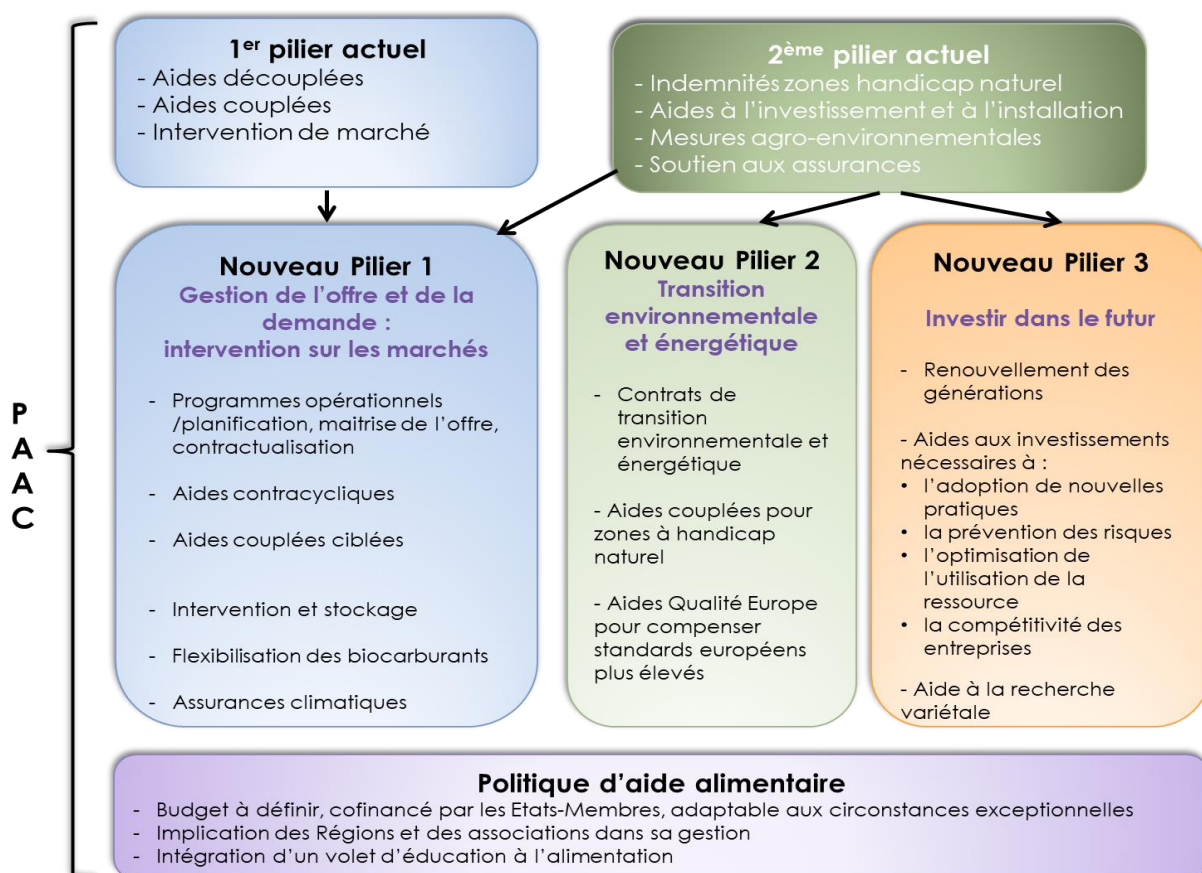 1er pilier actuel
- Aides découplées
- Aides couplées
- Intervention de marché
2ème pilier actuel
- Indemnités zones handicap naturel
- Aides à l'investissement et à l'installation
- Mesures agro-environnementales
- Soutien aux assurances
PAAC
Nouveau Pilier 1
Gestion de l'offre et de la
demande :
intervention sur les marchés
- Programmes opérationnels
/planification, maitrise de l'offre,
contractualisation
- Aides contracycliques
- Aides couplées ciblées
- Intervention et stockage
- Flexibilisation des biocarburants
- Assurances climatiques
Nouveau Pilier 2
Transition
environnementale
et énergétique
- Contrats de
transition
environnementale et
énergétique
- Aides couplées pour
zones à handicap
naturel
- Aides Qualité Europe
pour compenser
standards européens
plus élevés
Nouveau Pilier 3
Investir dans le futur
- Renouvellement des
générations
- Aides aux investissements
nécessaires à :
• l'adoption de nouvelles
pratiques
• la prévention des risques
• l'optimisation de
l'utilisation de la
ressource
• la compétitivité des
entreprises
- Aide à la recherche
variétale
Politique d'aide alimentaire
- Budget à définir, cofinancé par les Etats-Membres, adaptable aux circonstances exceptionnelles
- Implication des Régions et des associations dans sa gestion
- Intégration d'un volet d'éducation à l'alimentation